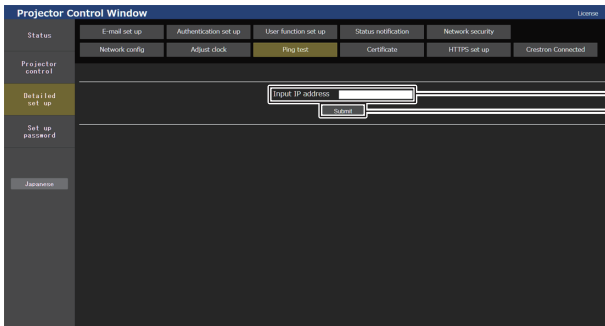 Projector Control Window
License
Status
E-mail set up
Authentication set up
User function set up
Status notification
Network security
Network config
Adjust clock
Ping test
Certificate
HTTPS set up
Crestron Connected
Projector
control
Detailed
set up
Input IP address
Submit
Set up
password
Japanese